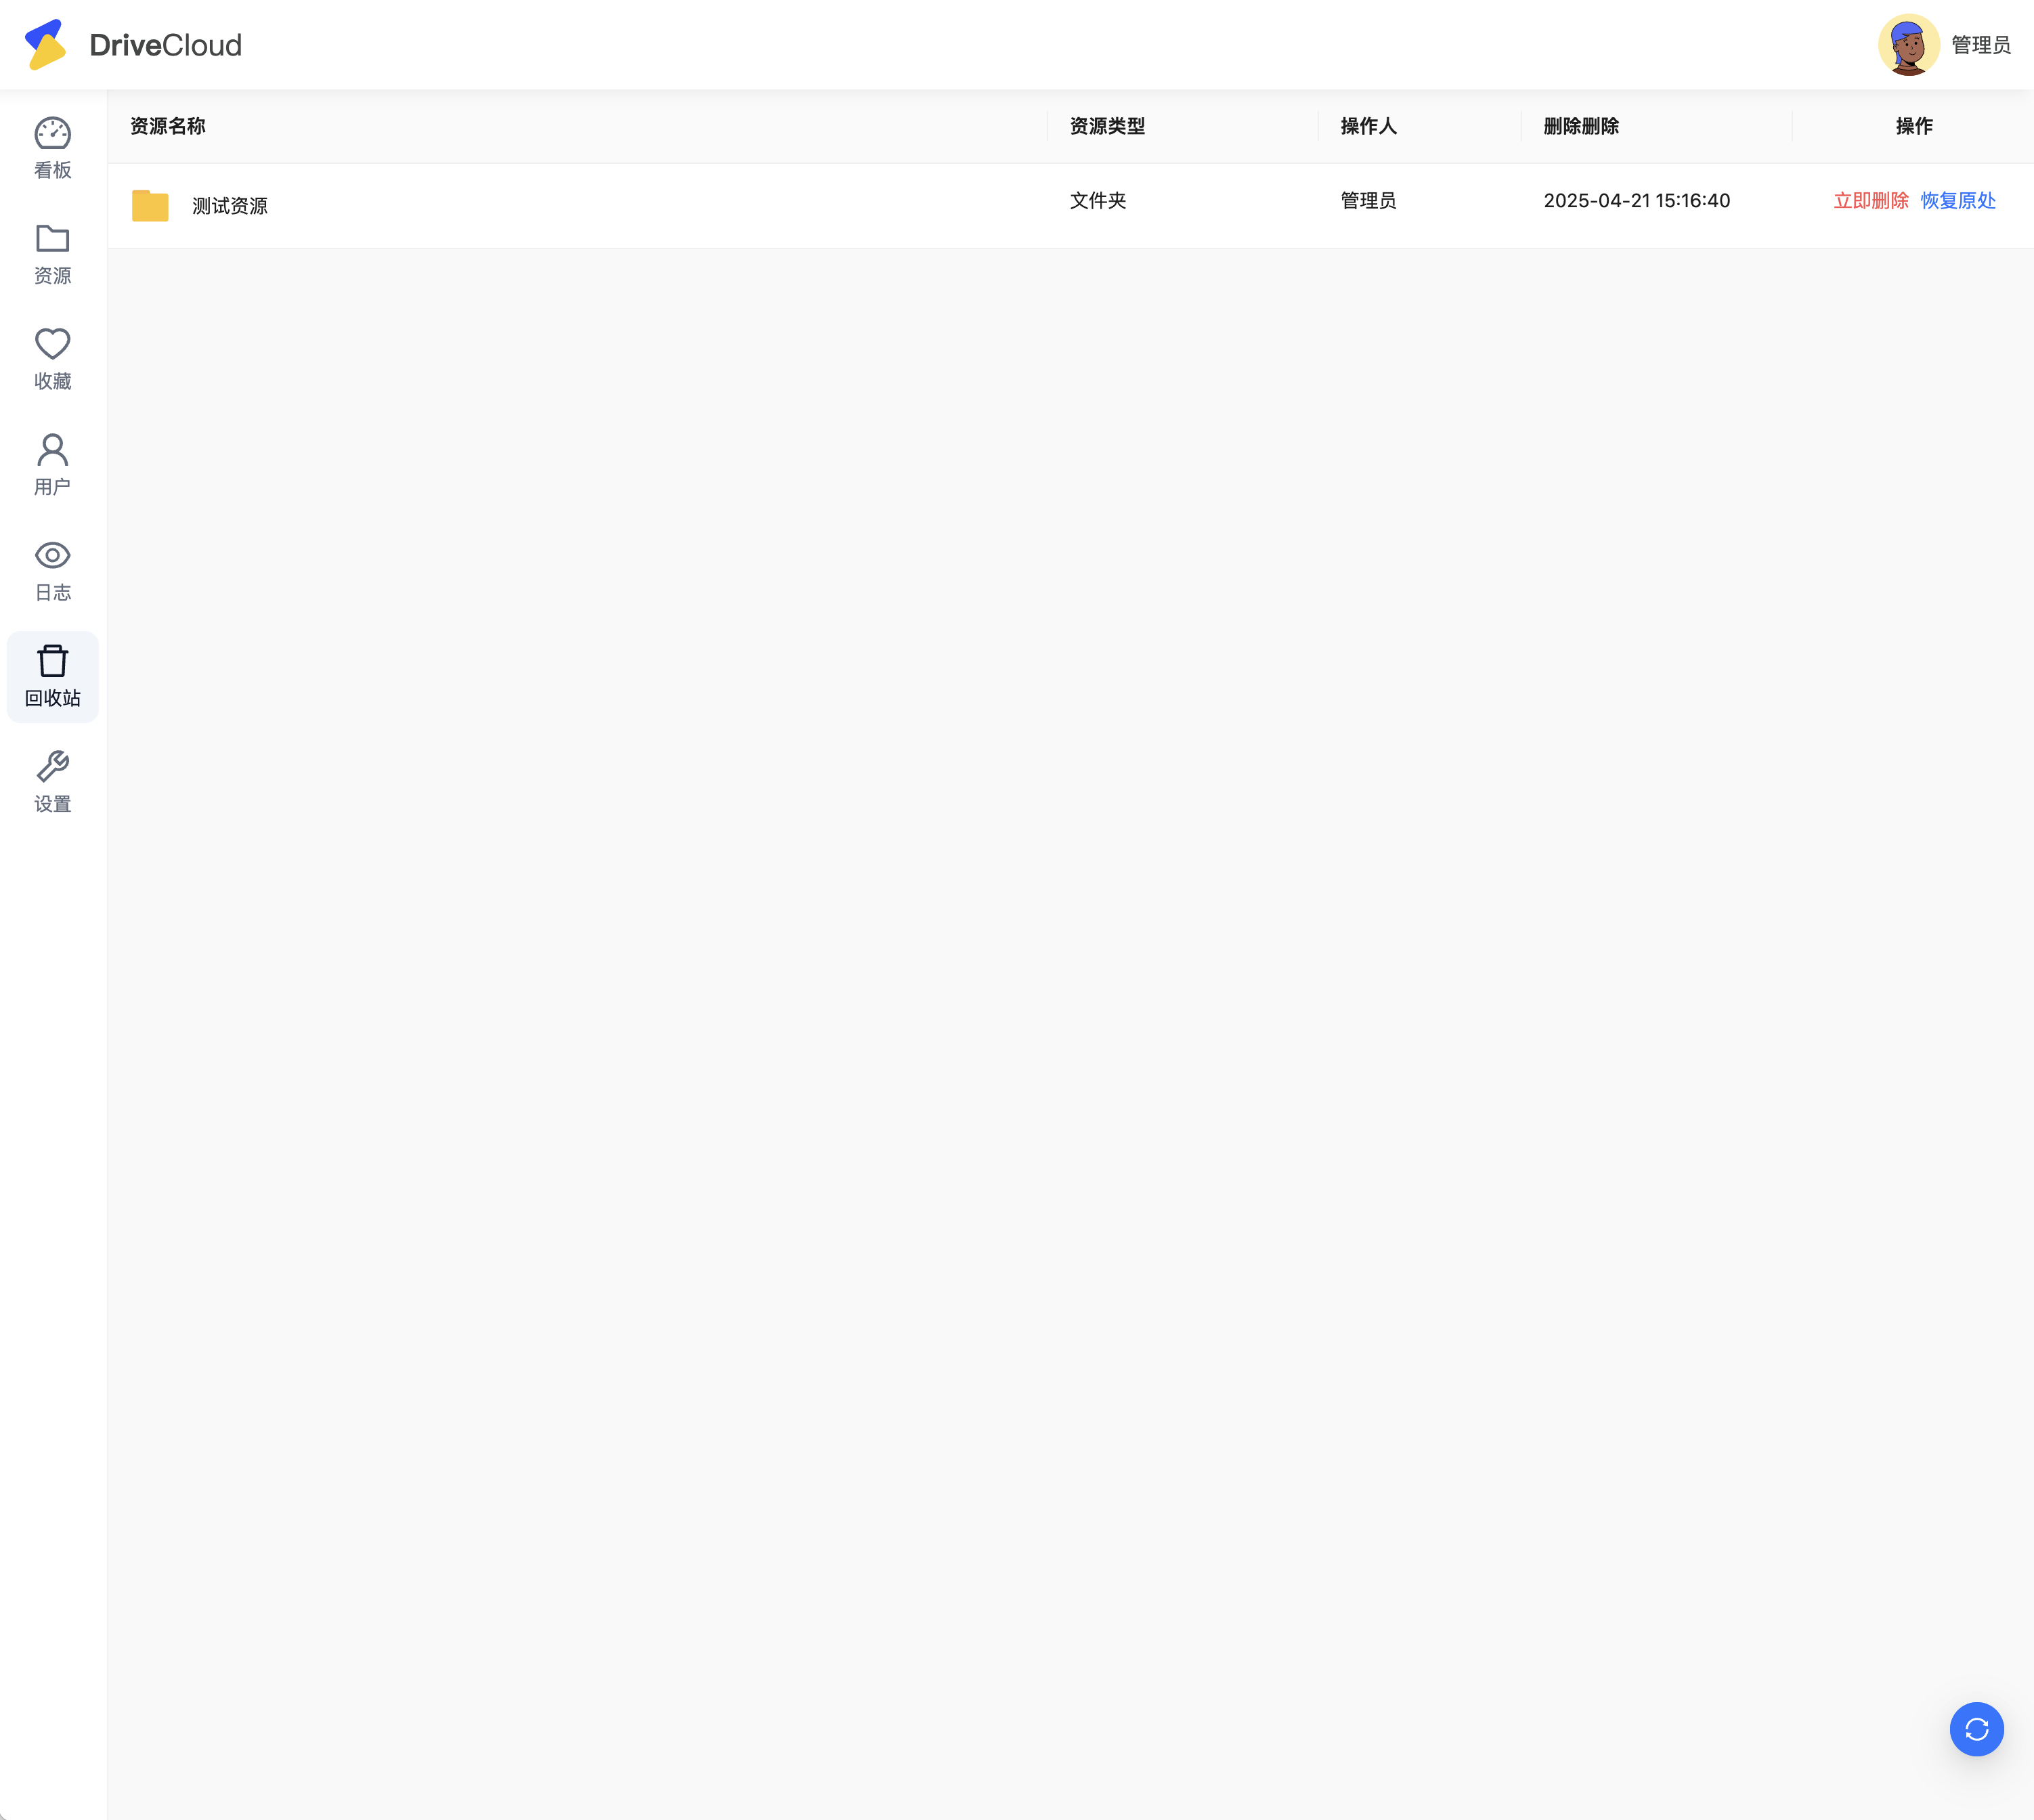 DriveCloud
管理员
看板
资源
收藏
用户
日志
回收站
设置
资源名称 资源类型 操作人 删除删除 操作
测试资源 文件夹 管理员 2025-04-21 15:16:40 立即删除 恢复原处